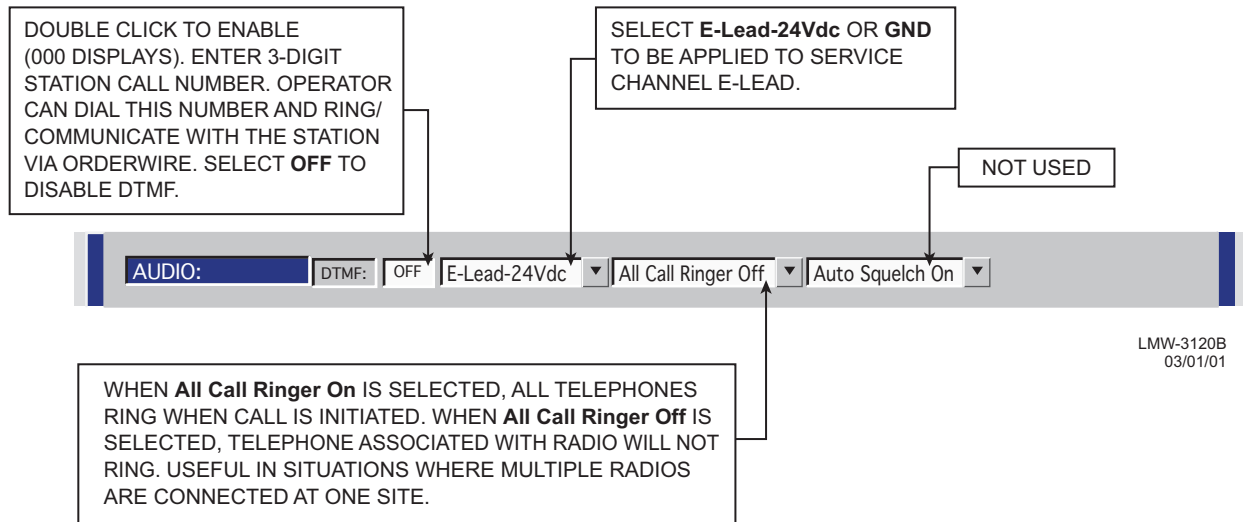 DOUBLE CLICK TO ENABLE
(000 DISPLAYS). ENTER 3-DIGIT
STATION CALL NUMBER. OPERATOR
CAN DIAL THIS NUMBER AND RING/
COMMUNICATE WITH THE STATION
VIA ORDERWIRE. SELECT OFF TO
DISABLE DTMF.
SELECT E-Lead-24Vdc OR GND
TO BE APPLIED TO SERVICE
CHANNEL E-LEAD.
NOT USED
AUDIO: DTMF: OFF E-Lead-24Vdc All Call Ringer Off Auto Squelch On
LMW-3120B
03/01/01
WHEN All Call Ringer On IS SELECTED, ALL TELEPHONES
RING WHEN CALL IS INITIATED. WHEN All Call Ringer Off IS
SELECTED, TELEPHONE ASSOCIATED WITH RADIO WILL NOT
RING. USEFUL IN SITUATIONS WHERE MULTIPLE RADIOS
ARE CONNECTED AT ONE SITE.